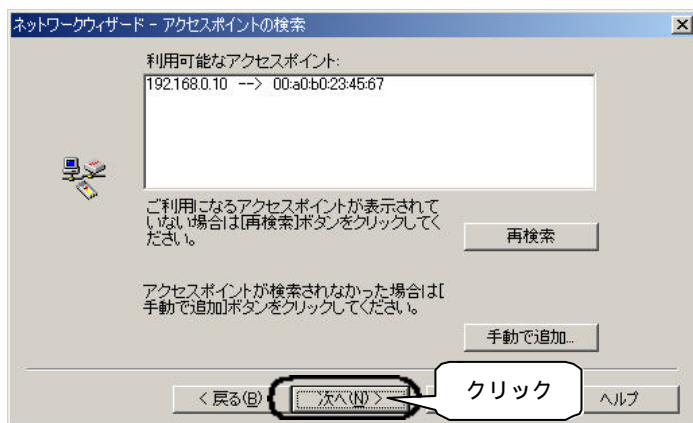 ネットワークウィザード - アクセスポイントの検索
利用可能なアクセスポイント:
192.168.0.10 --> 00:a0:b0:23:45:67
ご利用になるアクセスポイントが表示されて
いない場合は[再検索]ボタンをクリックしてく
ださい。
再検索
アクセスポイントが検索されなかった場合は[
手動で追加]ボタンをクリックしてください。
手動で追加...
< 戻る(B)
次へ(N) >
クリック
ヘルプ